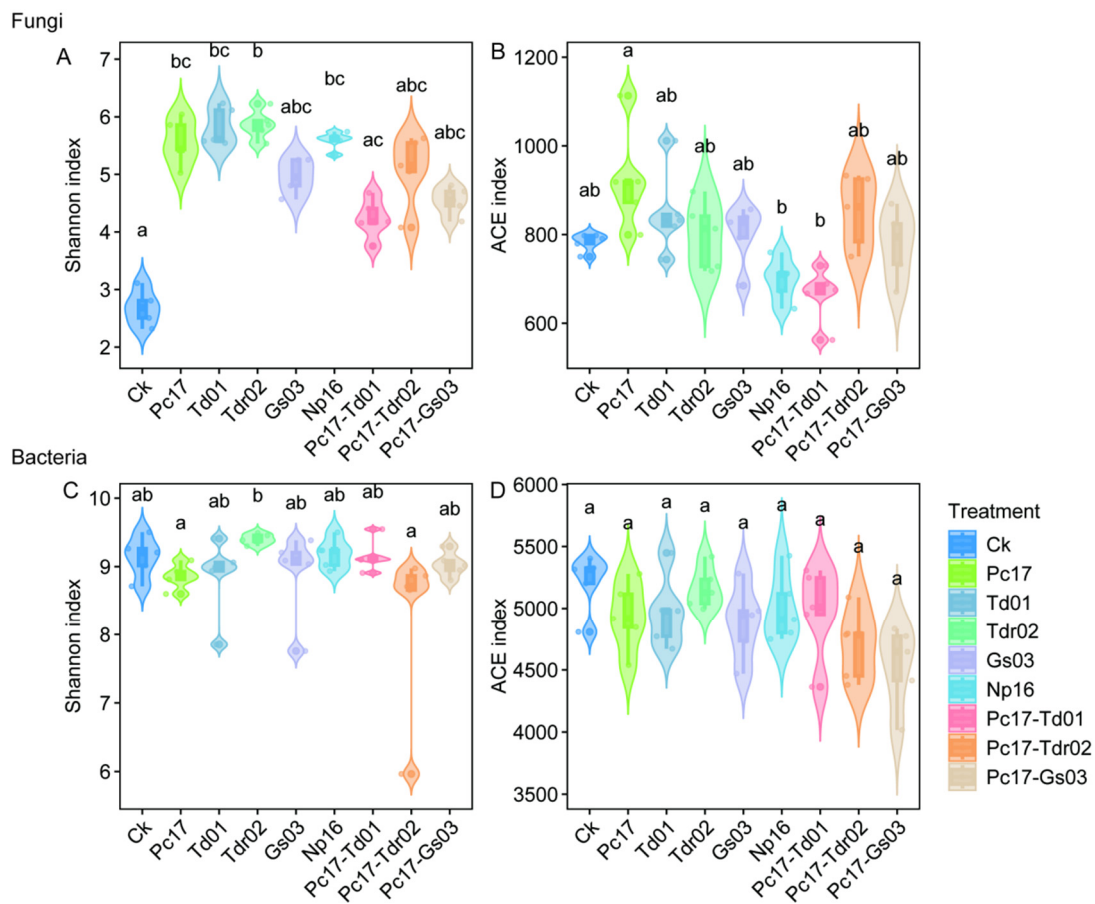 Fungi
A
B
7
6
5
4
3
2
Shannon index
a
bc
bc
b
abc
bc
ac
abc
abc
Ck
Pc17
Td01
Tdr02
Gs03
Np16
Pc17-Td01
Pc17-Tdr02
Pc17-Gs03
1200
1000
800
600
ACE index
ab
a
ab
ab
ab
b
b
ab
ab
Ck
Pc17
Td01
Tdr02
Gs03
Np16
Pc17-Td01
Pc17-Tdr02
Pc17-Gs03
Bacteria
C
D
10
9
8
7
6
Shannon index
ab
a
ab
b
ab
ab
ab
a
ab
Ck
Pc17
Td01
Tdr02
Gs03
Np16
Pc17-Td01
Pc17-Tdr02
Pc17-Gs03
6000
5500
5000
4500
4000
3500
ACE index
a
a
a
a
a
a
a
a
a
Ck
Pc17
Td01
Tdr02
Gs03
Np16
Pc17-Td01
Pc17-Tdr02
Pc17-Gs03
Treatment
Ck
Pc17
Td01
Tdr02
Gs03
Np16
Pc17-Td01
Pc17-Tdr02
Pc17-Gs03